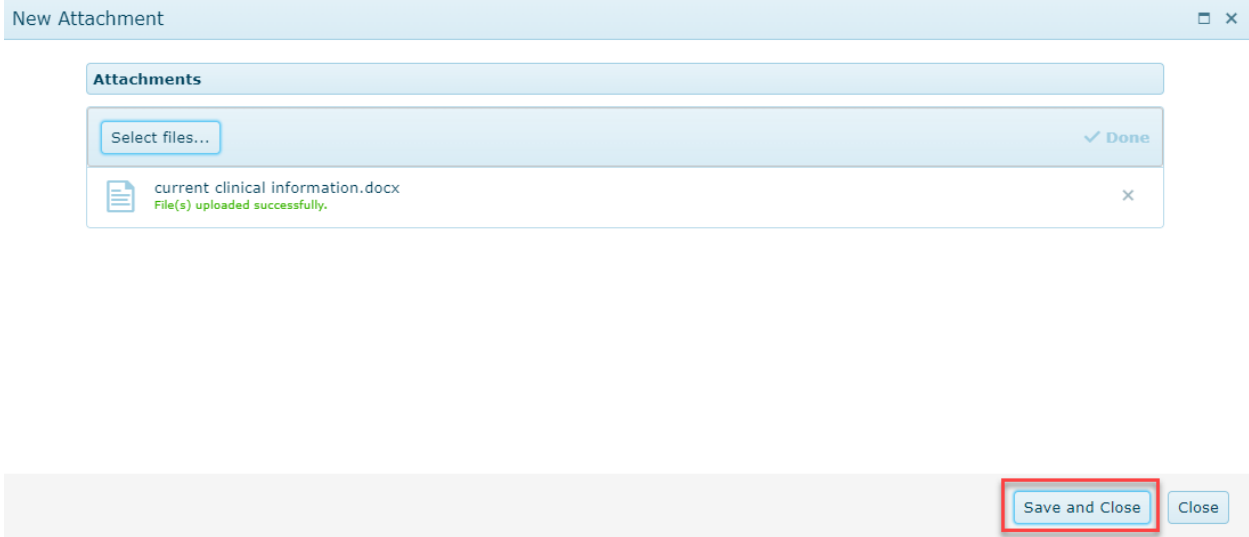 New Attachment
Attachments
Select files...
Done
current clinical information.docx
File(s) uploaded successfully.
Save and Close
Close